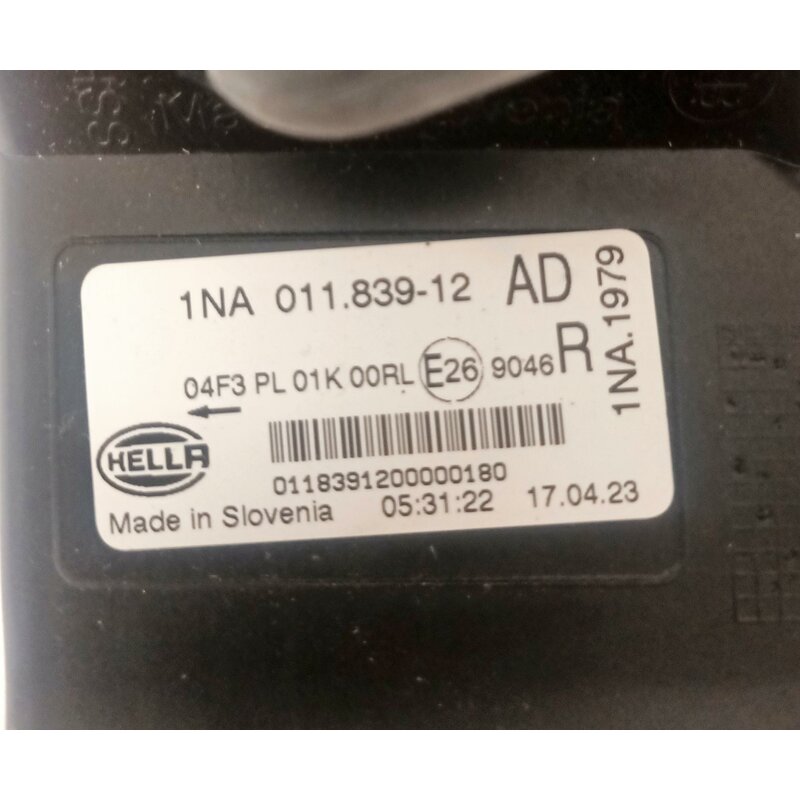 1NA 011.839-12 AD
1NA.1979
04F3 PL 01K 00RL E26 9046 R
HELLA
0118391200000180
Made in Slovenia 05:31:22 17.04.23